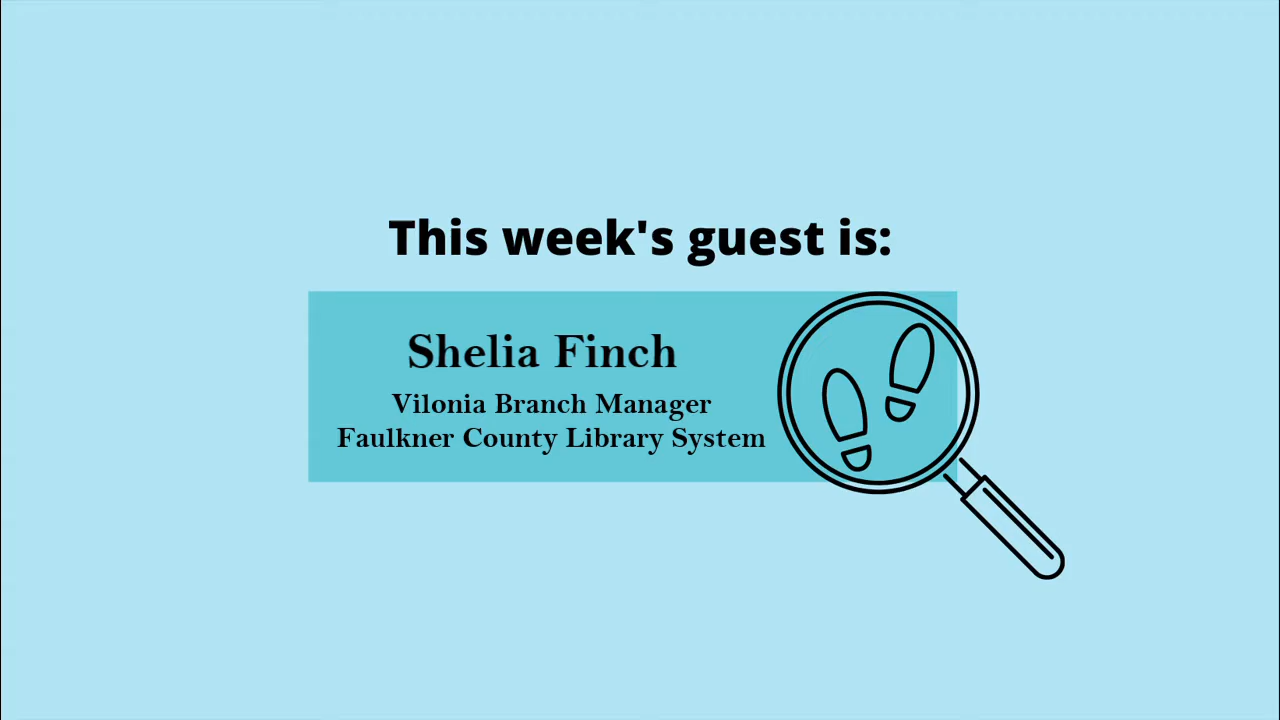 This week's guest is:
Shelia Finch
Vilonia Branch Manager
Faulkner County Library System